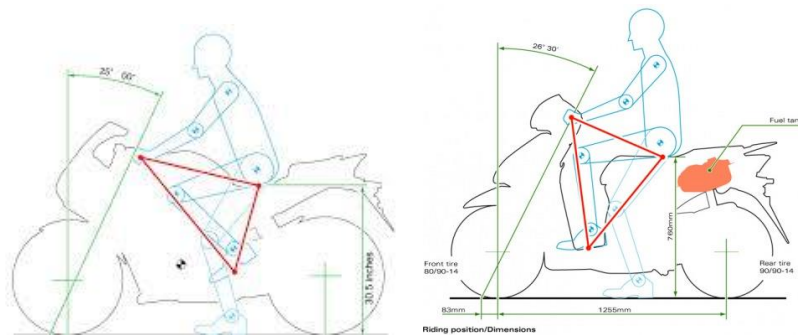 25° 00'
30.5 inches
26° 30'
Fuel tan
760mm
Front tire
80/90-14
Rear tire
90/90-14
83mm
1255mm
Riding position/Dimensions